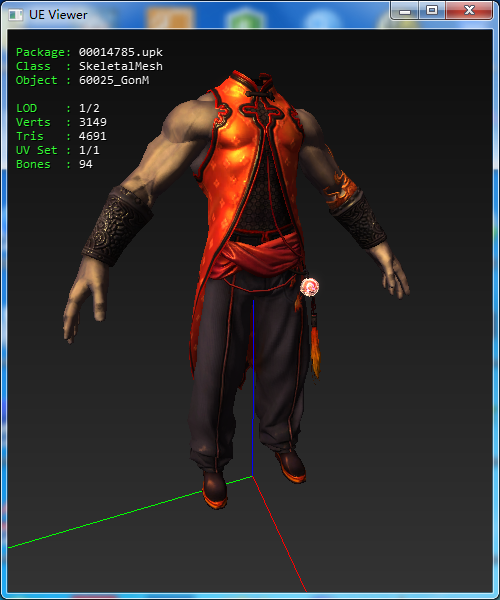 UE Viewer
Package: 00014785.upk
Class : SkeletalMesh
Object : 60025_GonM
LOD : 1/2
Verts : 3149
Tris : 4691
UV Set : 1/1
Bones : 94